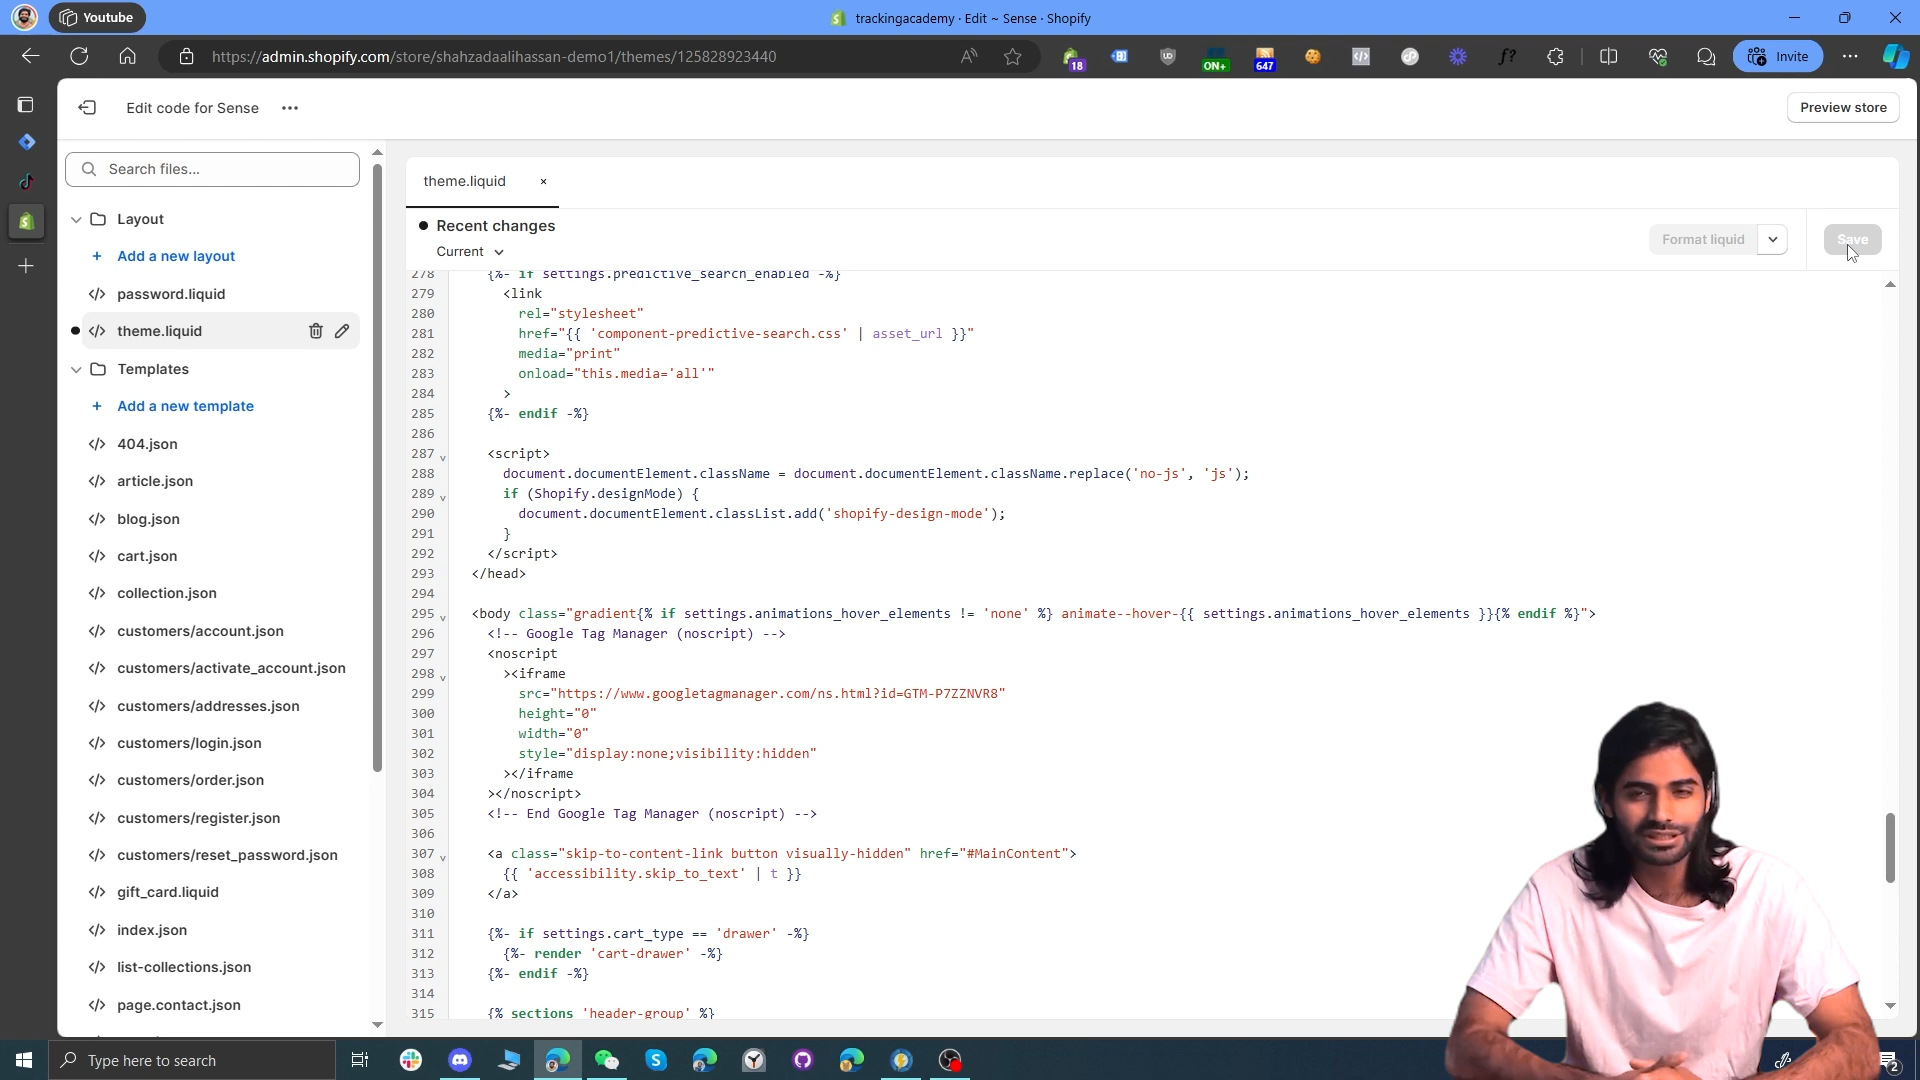 Youtube
trackingacademy · Edit ~ Sense · Shopify
https://admin.shopify.com/store/shahzadaalihassan-demo1/themes/125828923440
18
ON+
647
Invite
Edit code for Sense
Preview store
Search files...
Layout
Add a new layout
password.liquid
theme.liquid
Templates
Add a new template
404.json
article.json
blog.json
cart.json
collection.json
customers/account.json
customers/activate_account.json
customers/addresses.json
customers/login.json
customers/order.json
customers/register.json
customers/reset_password.json
gift_card.liquid
index.json
list-collections.json
page.contact.json
theme.liquid
Recent changes
Current
Format liquid
Save
278 {%- if settings.predictive_search_enabled -%}
279 <link
280 rel="stylesheet"
281 href="{{ 'component-predictive-search.css' | asset_url }}"
282 media="print"
283 onload="this.media='all'"
284 >
285 {%- endif -%}
286
287 <script>
288 document.documentElement.className = document.documentElement.className.replace('no-js', 'js');
289 if (Shopify.designMode) {
290 document.documentElement.classList.add('shopify-design-mode');
291 }
292 </script>
293 </head>
294
295 <body class="gradient{% if settings.animations_hover_elements != 'none' %} animate--hover-{{ settings.animations_hover_elements }}{% endif %}">
296 <!-- Google Tag Manager (noscript) -->
297 <noscript
298 ><iframe
299 src="https://www.googletagmanager.com/ns.html?id=GTM-P7ZZNVR8"
300 height="0"
301 width="0"
302 style="display:none;visibility:hidden"
303 ></iframe
304 ></noscript>
305 <!-- End Google Tag Manager (noscript) -->
306
307 <a class="skip-to-content-link button visually-hidden" href="#MainContent">
308 {{ 'accessibility.skip_to_text' | t }}
309 </a>
310
311 {%- if settings.cart_type == 'drawer' -%}
312 {%- render 'cart-drawer' -%}
313 {%- endif -%}
314
315 {% sections 'header-group' %}
Type here to search
2